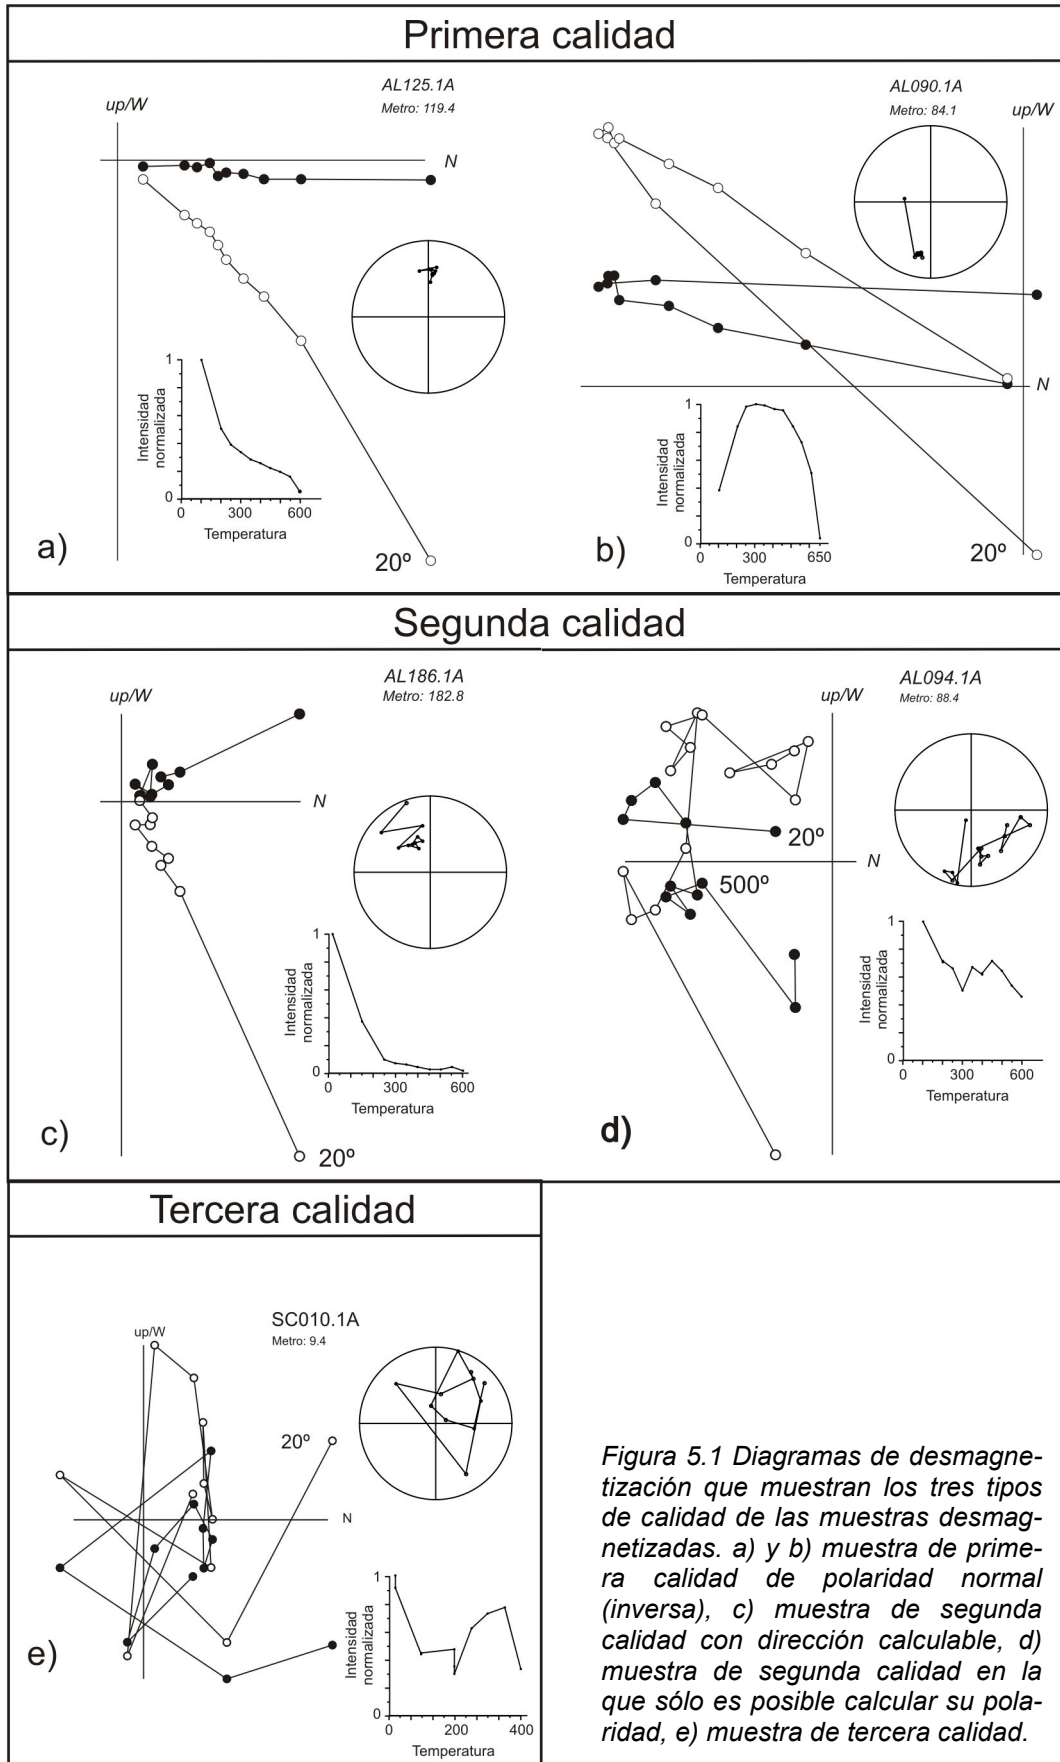 Primera calidad
AL125.1A
Metro: 119.4
up/W
N
1
Intensidad
normalizada
0
0
300
600
Temperatura
20º
a)
AL090.1A
Metro: 84.1
up/W
N
1
Intensidad
normalizada
0
0
300
650
Temperatura
20º
b)
Segunda calidad
AL186.1A
Metro: 182.8
up/W
N
1
Intensidad
normalizada
0
0
300
600
Temperatura
20º
c)
AL094.1A
Metro: 88.4
up/W
20º
N
500º
1
Intensidad
normalizada
0
0
300
600
Temperatura
d)
Tercera calidad
SC010.1A
Metro: 9.4
up/W
20º
N
1
Intensidad
normalizada
0
0
200
400
Temperatura
e)
Figura 5.1 Diagramas de desmagne-
tización que muestran los tres tipos
de calidad de las muestras desmag-
netizadas. a) y b) muestra de prime-
ra calidad de polaridad normal
(inversa), c) muestra de segunda
calidad con dirección calculable, d)
muestra de segunda calidad en la
que sólo es posible calcular su pola-
ridad, e) muestra de tercera calidad.